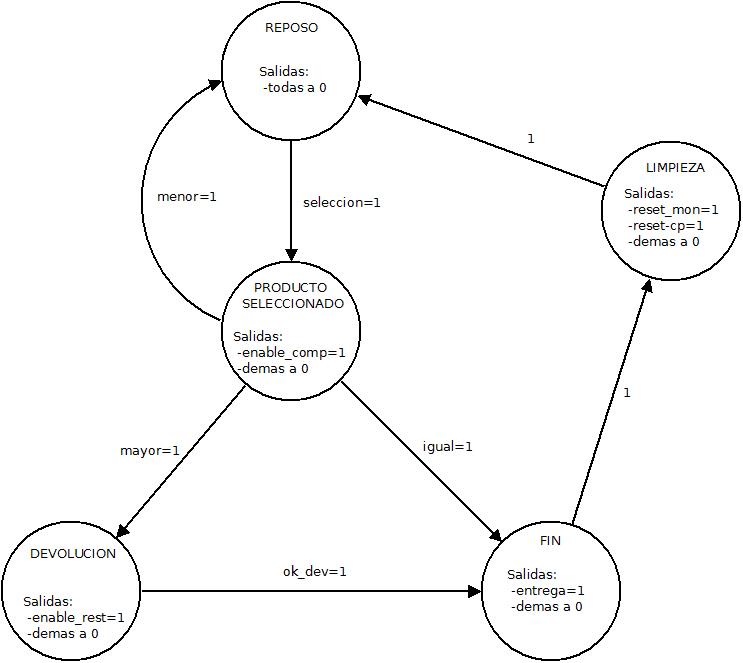 REPOSO
Salidas:
-todas a 0
1
LIMPIEZA
Salidas:
-reset_mon=1
-reset-cp=1
-demas a 0
menor=1
seleccion=1
PRODUCTO
SELECCIONADO
Salidas:
-enable_comp=1
-demas a 0
1
mayor=1
igual=1
DEVOLUCION
Salidas:
-enable_rest=1
-demas a 0
ok_dev=1
FIN
Salidas:
-entrega=1
-demas a 0